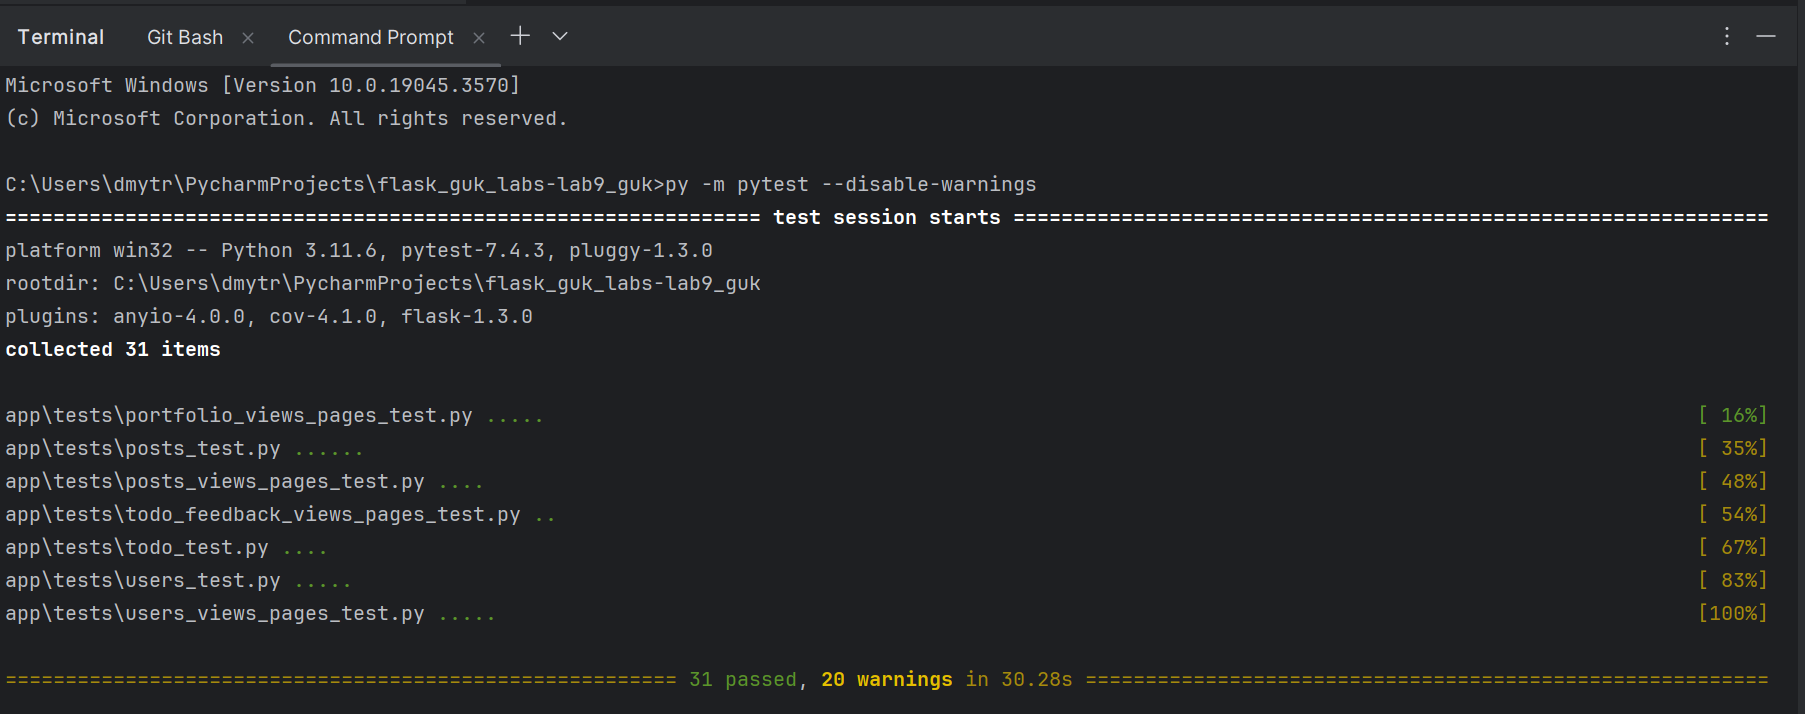 Terminal Git Bash × Command Prompt ×
Microsoft Windows [Version 10.0.19045.3570]
(c) Microsoft Corporation. All rights reserved.
C:\Users\dmytr\PycharmProjects\flask_guk_labs-lab9_guk>py -m pytest --disable-warnings
=============================================================== test session starts ===============================================================
platform win32 -- Python 3.11.6, pytest-7.4.3, pluggy-1.3.0
rootdir: C:\Users\dmytr\PycharmProjects\flask_guk_labs-lab9_guk
plugins: anyio-4.0.0, cov-4.1.0, flask-1.3.0
collected 31 items
app\tests\portfolio_views_pages_test.py ..... [ 16%]
app\tests\posts_test.py ...... [ 35%]
app\tests\posts_views_pages_test.py .... [ 48%]
app\tests\todo_feedback_views_pages_test.py .. [ 54%]
app\tests\todo_test.py .... [ 67%]
app\tests\users_test.py ..... [ 83%]
app\tests\users_views_pages_test.py ..... [100%]
======================================================== 31 passed, 20 warnings in 30.28s =========================================================